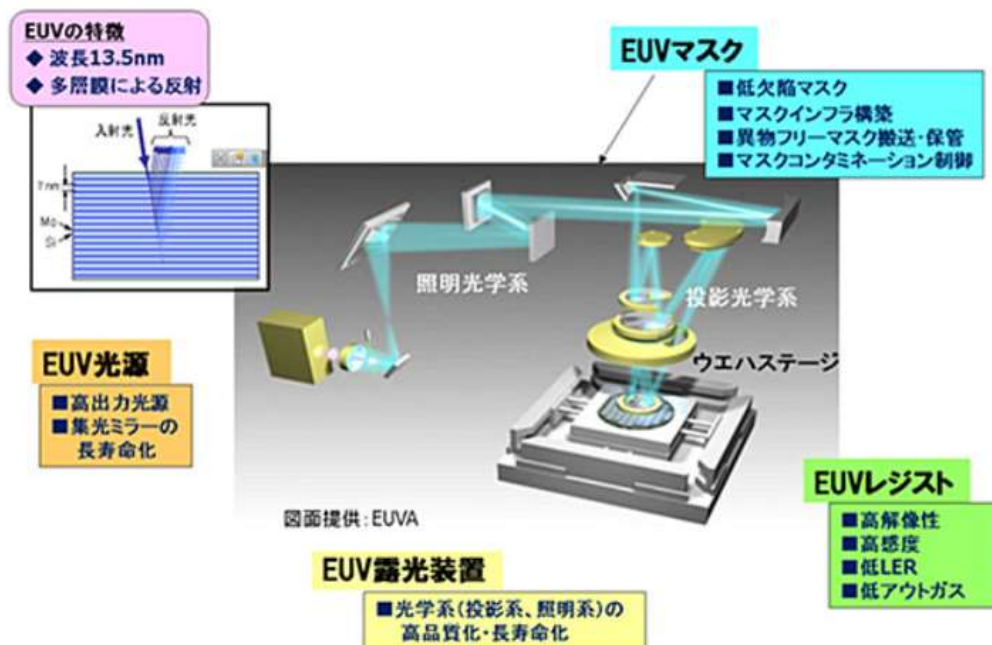 EUVの特徴
◆ 波長13.5nm
◆ 多層膜による反射
入射光
反射光
7nm
Mo
Si
EUVマスク
■低欠陥マスク
■マスクインフラ構築
■異物フリーマスク搬送・保管
■マスクコンタミネーション制御
照明光学系
投影光学系
ウエハステージ
EUV光源
■高出力光源
■集光ミラーの
長寿命化
図面提供：EUVA
EUVレジスト
■高解像性
■高感度
■低LER
■低アウトガス
EUV露光装置
■光学系(投影系、照明系)の
高品質化・長寿命化